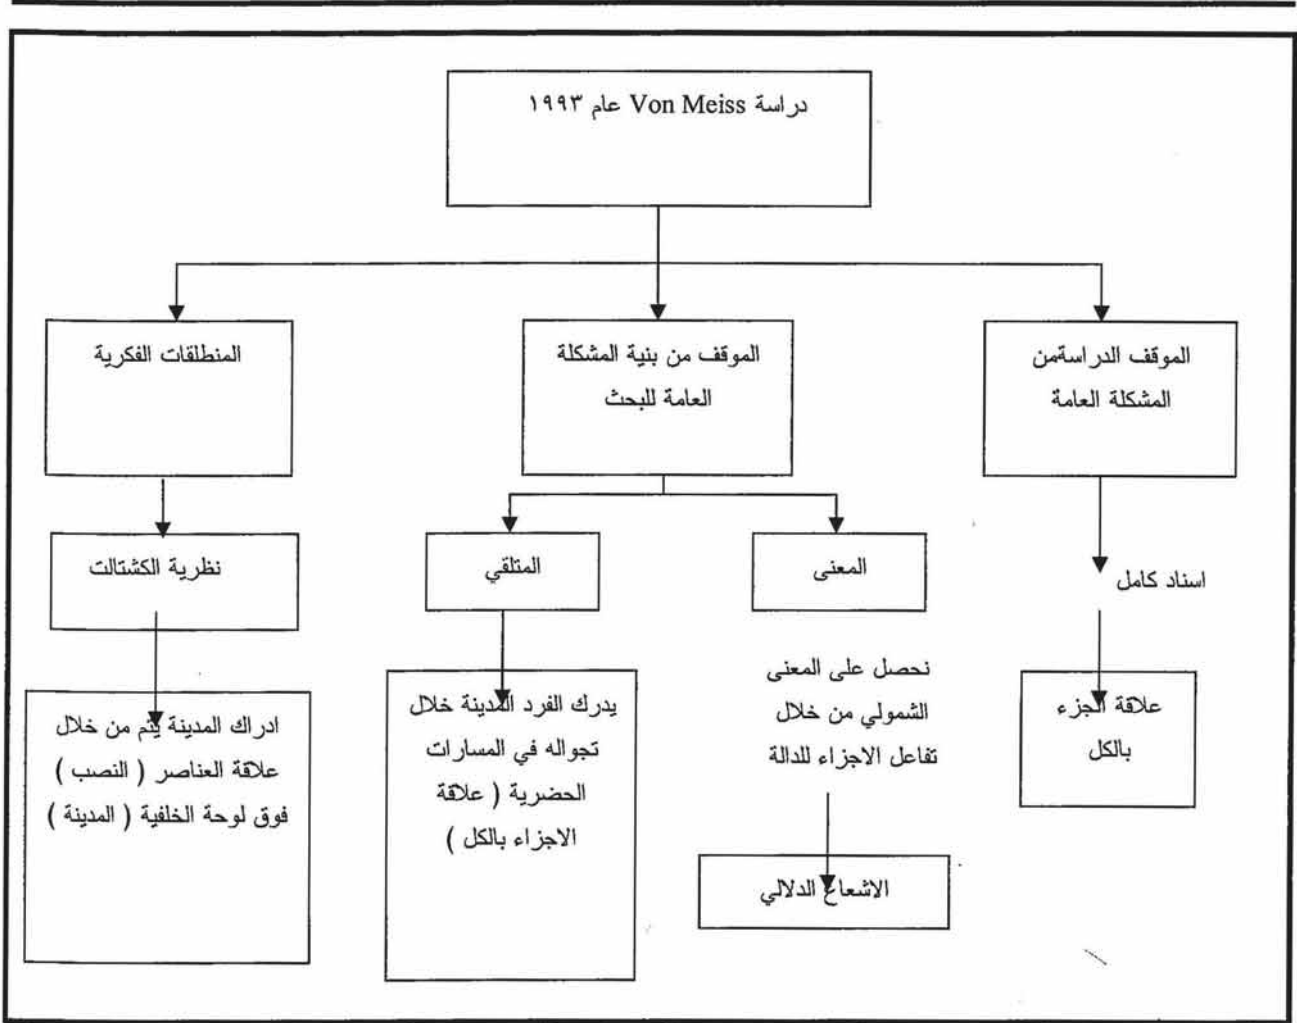 دراسة Von Meiss عام ١٩٩٣
الموقف الدراسةمن
المشكلة العامة
الموقف من بنية المشكلة
العامة للبحث
المنطلقات الفكرية
اسناد كامل
علاقة الجزء
بالكل
المعنى
نحصل على المعنى
الشمولي من خلال
تفاعل الاجزاء للدالة
الاشعاع الدلالي
المتلقي
يدرك الفرد المدينة خلال
تجواله في المسارات
الحضرية ( علاقة
الاجزاء بالكل )
نظرية الكشتالت
ادراك المدينة يتم من خلال
علاقة العناصر ( النصب )
فوق لوحة الخلفية ( المدينة )